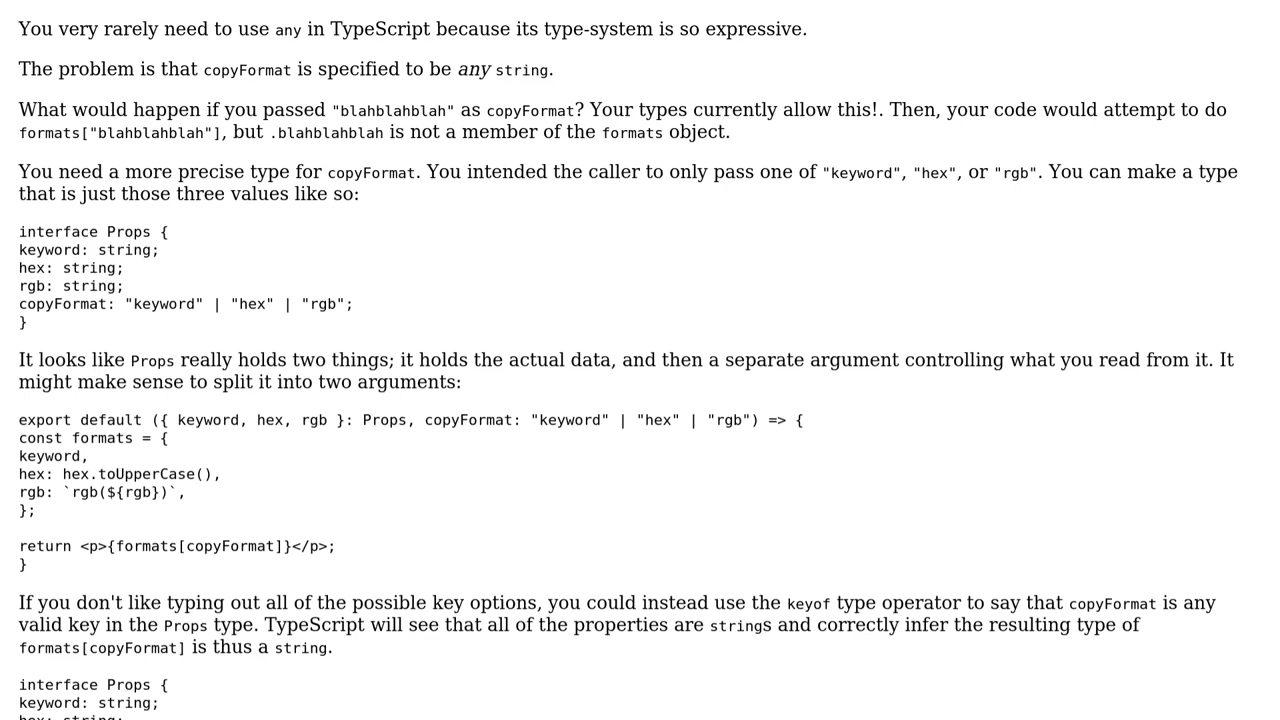 You very rarely need to use any in TypeScript because its type-system is so expressive.
The problem is that copyFormat is specified to be any string.
What would happen if you passed "blahblahblah" as copyFormat? Your types currently allow this!. Then, your code would attempt to do
formats["blahblahblah"], but .blahblahblah is not a member of the formats object.
You need a more precise type for copyFormat. You intended the caller to only pass one of "keyword", "hex", or "rgb". You can make a type
that is just those three values like so:
interface Props {
keyword: string;
hex: string;
rgb: string;
copyFormat: "keyword" | "hex" | "rgb";
}
It looks like Props really holds two things; it holds the actual data, and then a separate argument controlling what you read from it. It
might make sense to split it into two arguments:
export default ({ keyword, hex, rgb }: Props, copyFormat: "keyword" | "hex" | "rgb") => {
const formats = {
keyword,
hex: hex.toUpperCase(),
rgb: `rgb(${rgb})`,
};
return <p>{formats[copyFormat]}</p>;
}
If you don't like typing out all of the possible key options, you could instead use the keyof type operator to say that copyFormat is any
valid key in the Props type. TypeScript will see that all of the properties are strings and correctly infer the resulting type of
formats[copyFormat] is thus a string.
interface Props {
keyword: string;
hex: string;